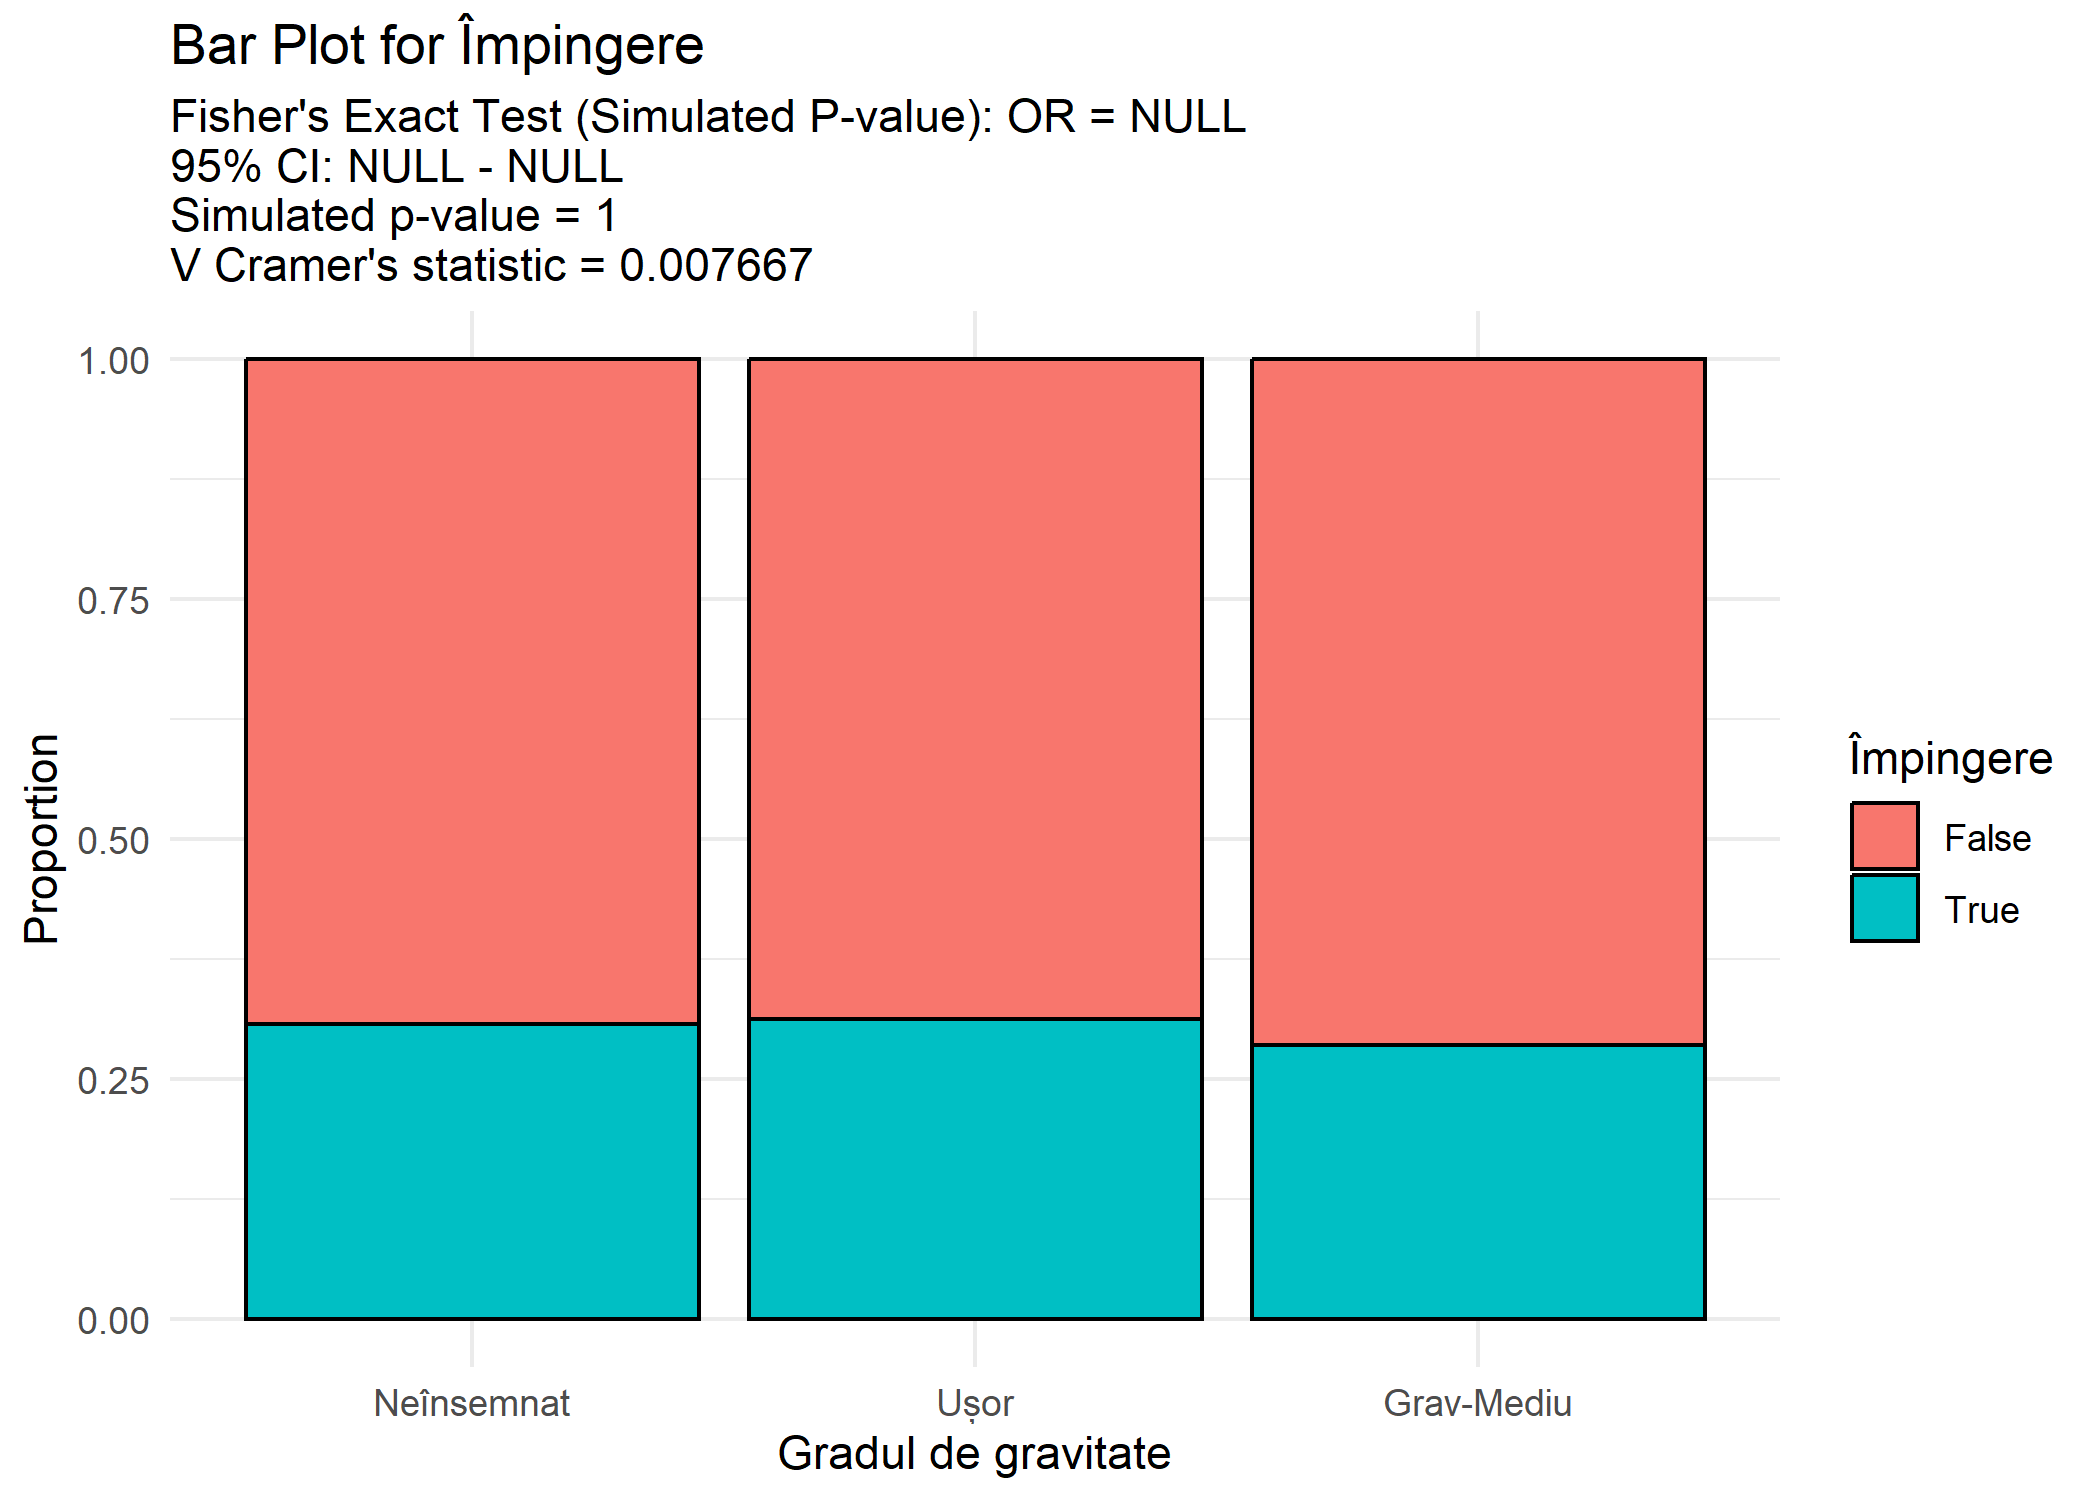 Bar Plot for Împingere
Fisher's Exact Test (Simulated P-value): OR = NULL
95% CI: NULL - NULL
Simulated p-value = 1
V Cramer's statistic = 0.007667
1.00
0.75
0.50
0.25
0.00
Proportion
Neînsemnat
Ușor
Grav-Mediu
Gradul de gravitate
Împingere
False
True